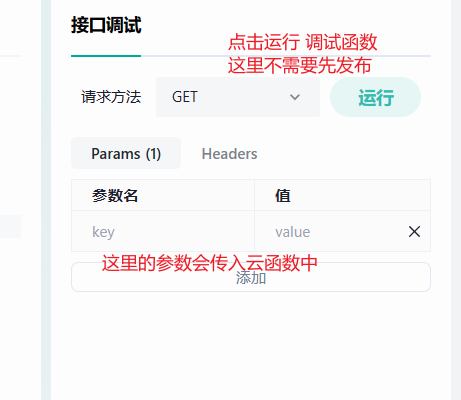 接口调试
点击运行 调试函数
这里不需要先发布
请求方法 GET 运行
Params (1) Headers
参数名 值
key value
这里的参数会传入云函数中
添加